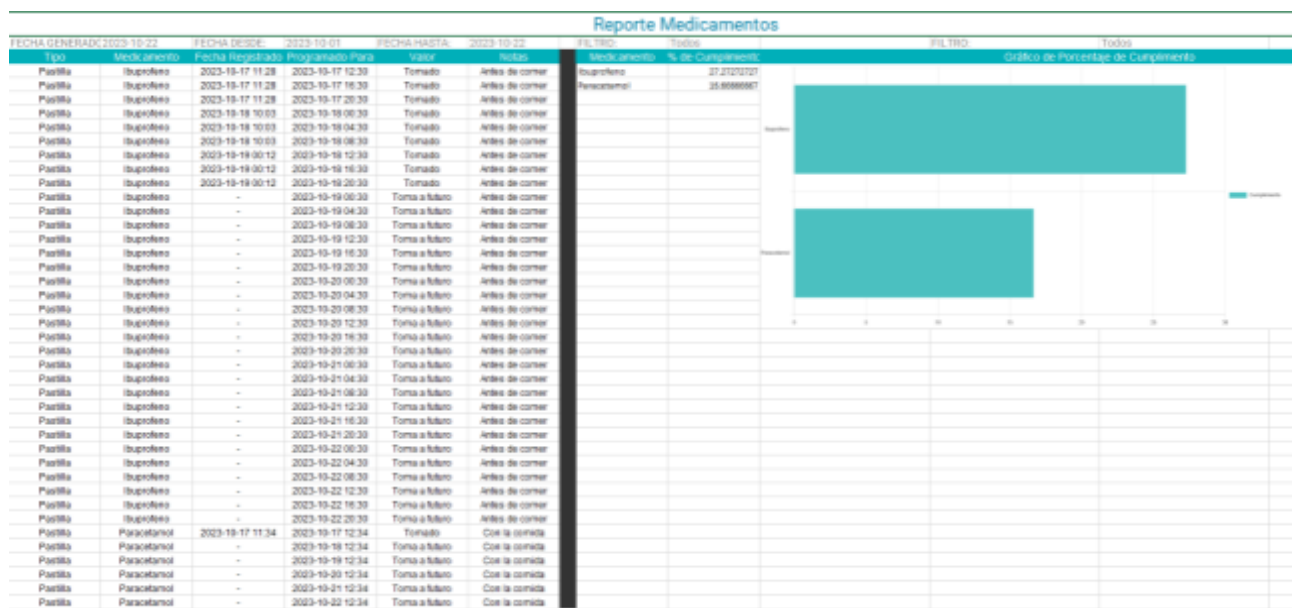 Reporte Medicamentos
FECHA GENERADO 2023-10-22 FECHA DESDE: 2023-10-01 FECHA HASTA: 2023-10-22 FILTRO: Todos FILTRO: Todos
Tipo Medicamento Fecha Registrado Programado Para Valor Notas Medicamento % de Cumplimiento Gráfico de Porcentaje de Cumplimiento
Pastilla Ibuprofeno 2023-10-17 11:28 2023-10-17 12:30 Tomado Antes de comer Ibuprofeno 27.27272727
Pastilla Ibuprofeno 2023-10-17 11:28 2023-10-17 16:30 Tomado Antes de comer Paracetamol
Pastilla Ibuprofeno 2023-10-17 11:28 2023-10-17 20:30 Tomado Antes de comer
Pastilla Ibuprofeno 2023-10-18 10:03 2023-10-18 00:30 Tomado Antes de comer
Pastilla Ibuprofeno 2023-10-18 10:03 2023-10-18 04:30 Tomado Antes de comer
Pastilla Ibuprofeno 2023-10-18 10:03 2023-10-18 08:30 Tomado Antes de comer
Pastilla Ibuprofeno 2023-10-19 00:12 2023-10-18 12:30 Tomado Antes de comer
Pastilla Ibuprofeno 2023-10-19 00:12 2023-10-18 16:30 Tomado Antes de comer
Pastilla Ibuprofeno 2023-10-19 00:12 2023-10-18 20:30 Tomado Antes de comer
Pastilla Ibuprofeno - 2023-10-19 00:30 Toma a futuro Antes de comer
Pastilla Ibuprofeno - 2023-10-19 04:30 Toma a futuro Antes de comer
Pastilla Ibuprofeno - 2023-10-19 08:30 Toma a futuro Antes de comer
Pastilla Ibuprofeno - 2023-10-19 12:30 Toma a futuro Antes de comer
Pastilla Ibuprofeno - 2023-10-19 16:30 Toma a futuro Antes de comer
Pastilla Ibuprofeno - 2023-10-19 20:30 Toma a futuro Antes de comer
Pastilla Ibuprofeno - 2023-10-20 00:30 Toma a futuro Antes de comer
Pastilla Ibuprofeno - 2023-10-20 04:30 Toma a futuro Antes de comer
Pastilla Ibuprofeno - 2023-10-20 08:30 Toma a futuro Antes de comer
Pastilla Ibuprofeno - 2023-10-20 12:30 Toma a futuro Antes de comer
Pastilla Ibuprofeno - 2023-10-20 16:30 Toma a futuro Antes de comer
Pastilla Ibuprofeno - 2023-10-20 20:30 Toma a futuro Antes de comer
Pastilla Ibuprofeno - 2023-10-21 00:30 Toma a futuro Antes de comer
Pastilla Ibuprofeno - 2023-10-21 04:30 Toma a futuro Antes de comer
Pastilla Ibuprofeno - 2023-10-21 08:30 Toma a futuro Antes de comer
Pastilla Ibuprofeno - 2023-10-21 12:30 Toma a futuro Antes de comer
Pastilla Ibuprofeno - 2023-10-21 16:30 Toma a futuro Antes de comer
Pastilla Ibuprofeno - 2023-10-21 20:30 Toma a futuro Antes de comer
Pastilla Ibuprofeno - 2023-10-22 00:30 Toma a futuro Antes de comer
Pastilla Ibuprofeno - 2023-10-22 04:30 Toma a futuro Antes de comer
Pastilla Ibuprofeno - 2023-10-22 08:30 Toma a futuro Antes de comer
Pastilla Ibuprofeno - 2023-10-22 12:30 Toma a futuro Antes de comer
Pastilla Ibuprofeno - 2023-10-22 16:30 Toma a futuro Antes de comer
Pastilla Ibuprofeno - 2023-10-22 20:30 Toma a futuro Antes de comer
Pastilla Paracetamol 2023-10-17 11:34 2023-10-17 12:34 Tomado Con la comida
Pastilla Paracetamol - 2023-10-18 12:34 Toma a futuro Con la comida
Pastilla Paracetamol - 2023-10-19 12:34 Toma a futuro Con la comida
Pastilla Paracetamol - 2023-10-20 12:34 Toma a futuro Con la comida
Pastilla Paracetamol - 2023-10-21 12:34 Toma a futuro Con la comida
Pastilla Paracetamol - 2023-10-22 12:34 Toma a futuro Con la comida
Ibuprofeno
Paracetamol
0 5 10 15 20 25 30